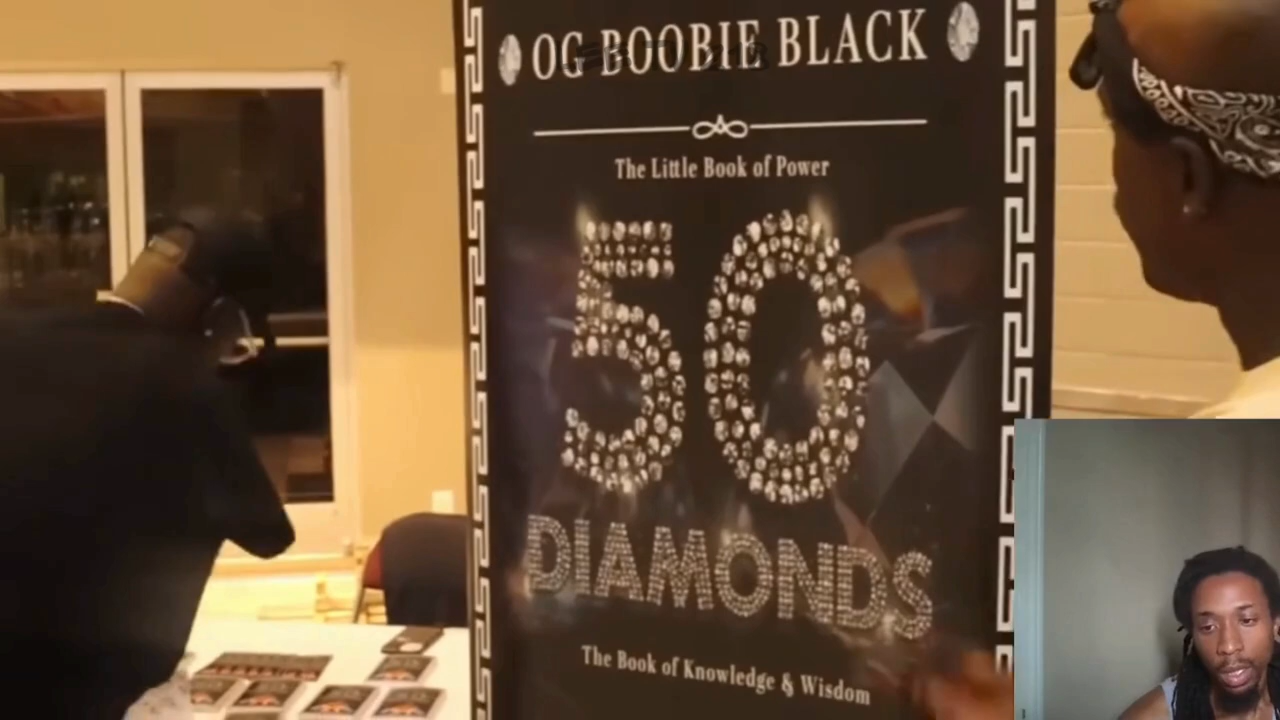 OG BOOBIE BLACK
The Little Book of Power
50
DIAMONDS
The Book of Knowledge & Wisdom